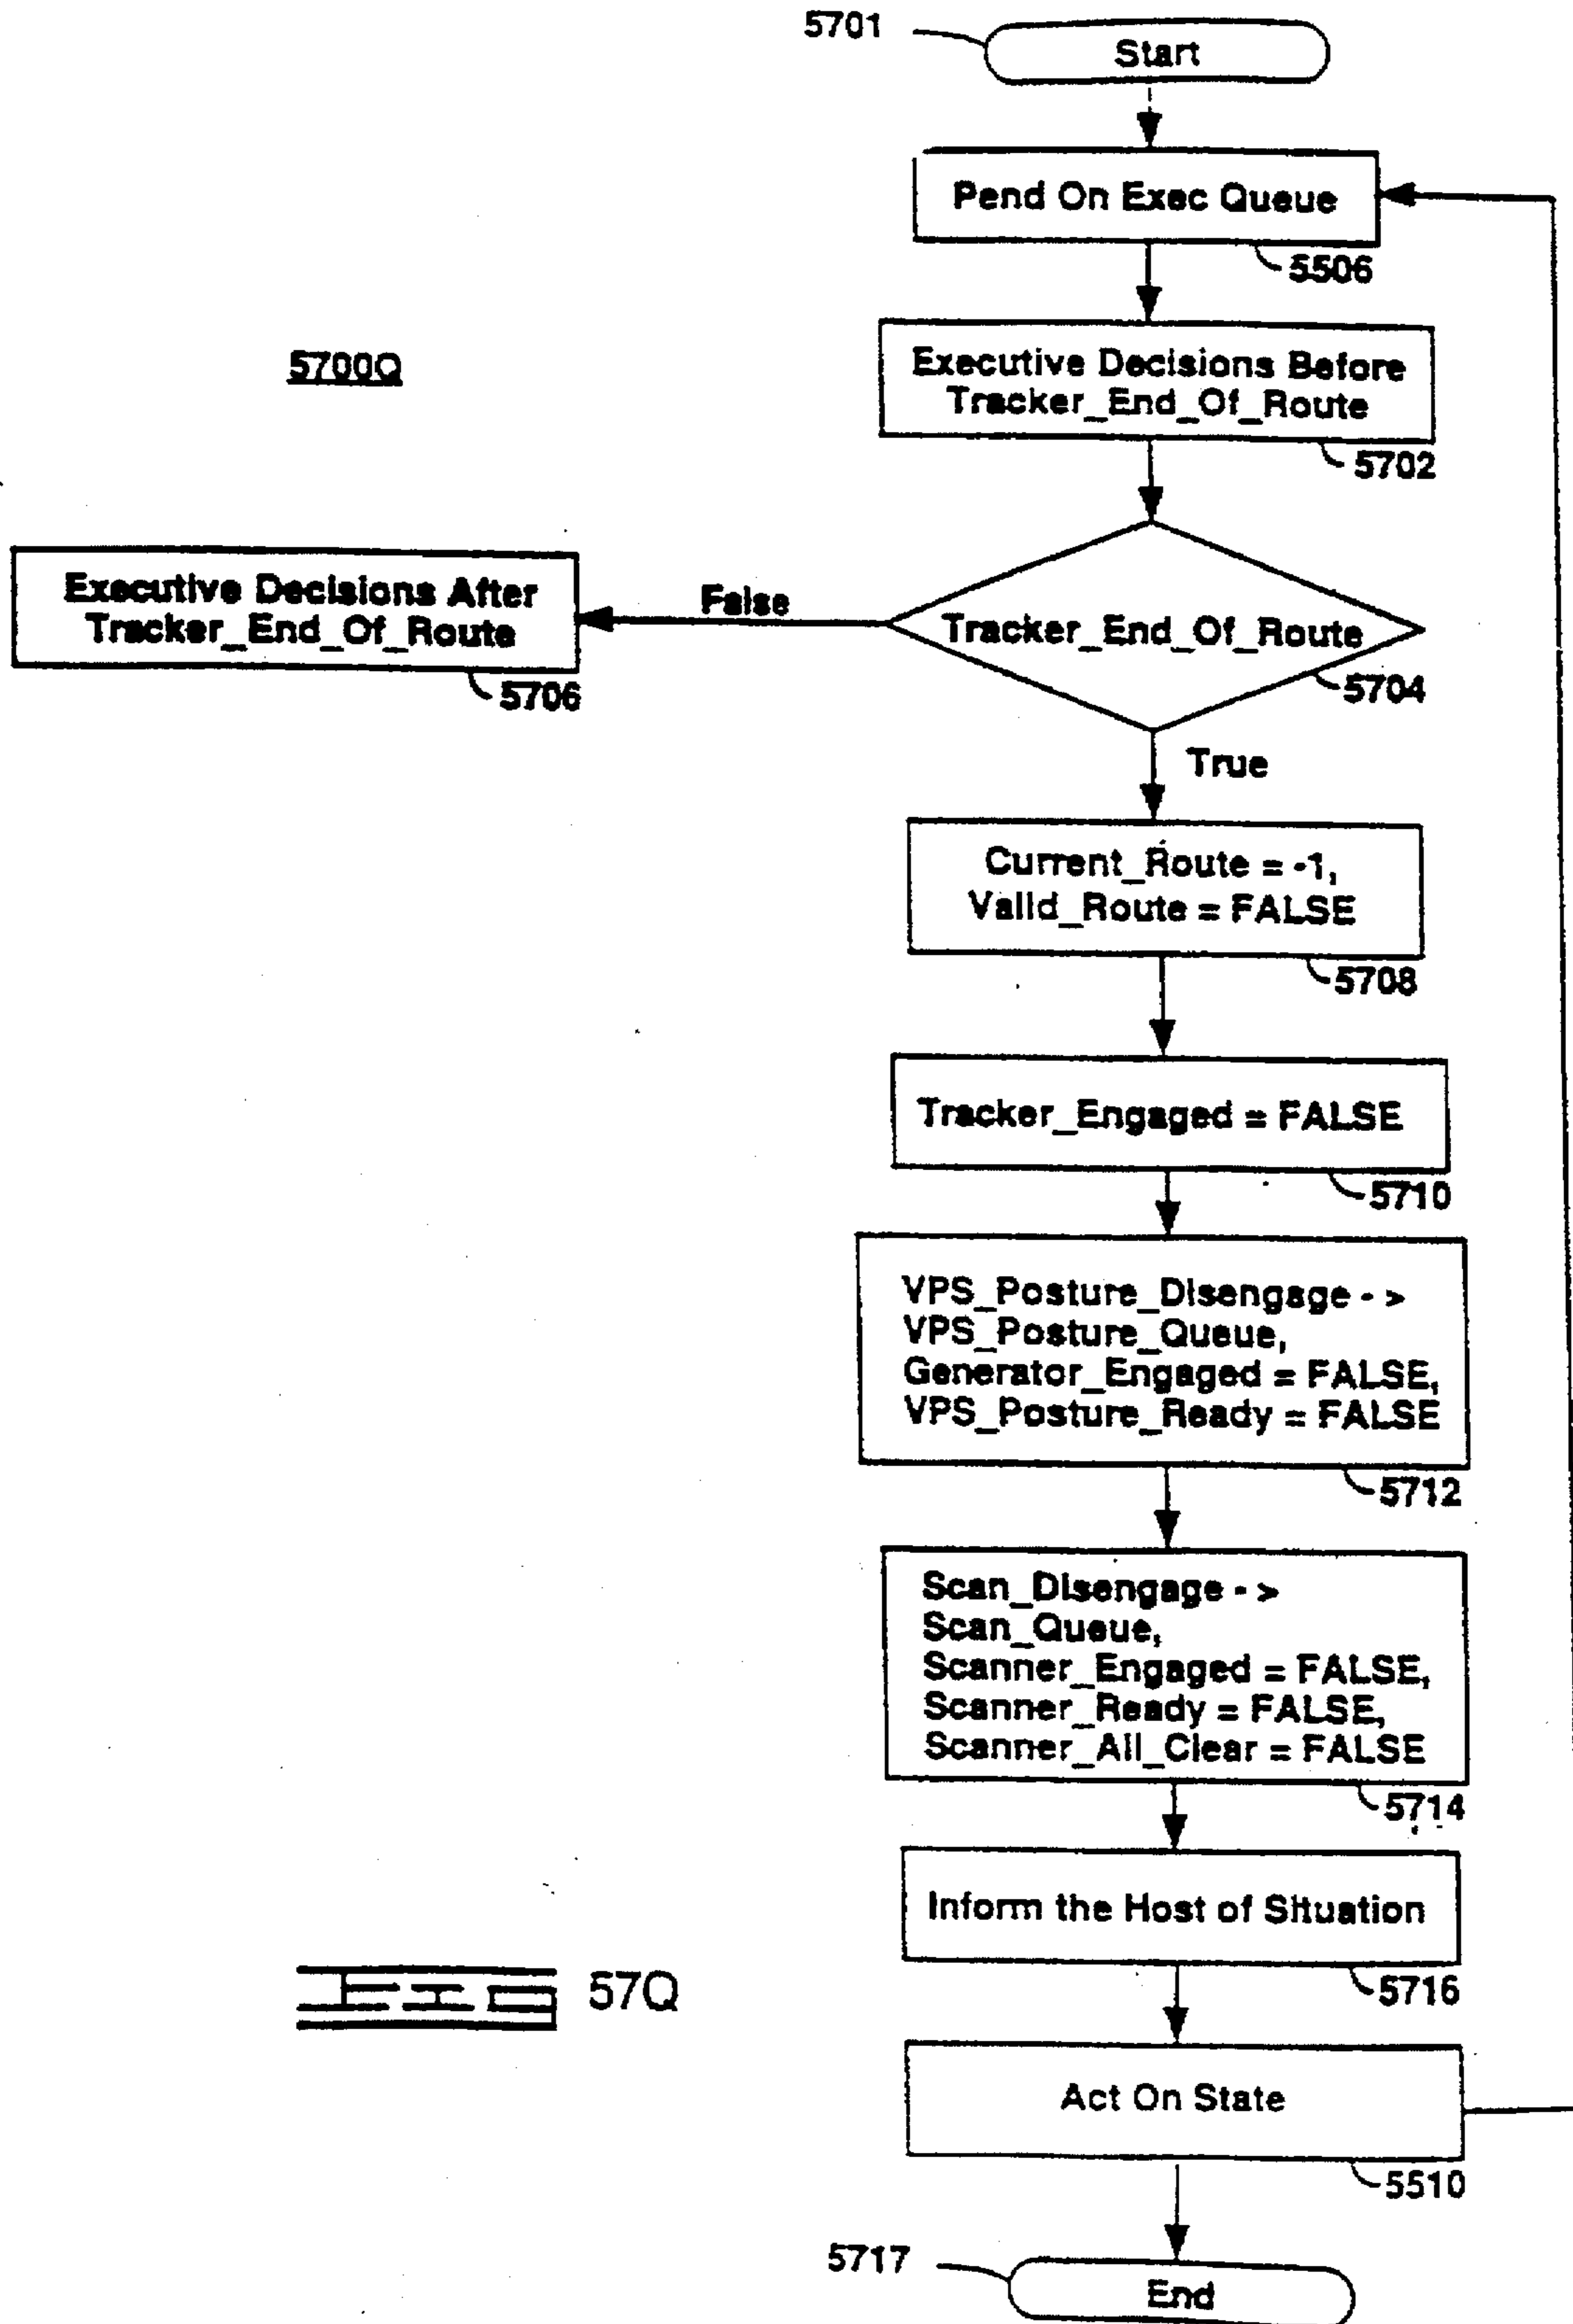 5701
Start
Pend On Exec Queue
5506
5700Q
Executive Decisions Before
Tracker_End_Of_Route
5702
Executive Decisions After
Tracker_End_Of_Route
5706
False
Tracker_End_Of_Route
5704
True
Current_Route = -1,
Valid_Route = FALSE
5708
Tracker_Engaged = FALSE
5710
VPS_Posture_Disengage - >
VPS_Posture_Queue,
Generator_Engaged = FALSE,
VPS_Posture_Ready = FALSE
5712
Scan_Disengage - >
Scan_Queue,
Scanner_Engaged = FALSE,
Scanner_Ready = FALSE,
Scanner_All_Clear = FALSE
5714
Inform the Host of Situation
5716
FIG 57Q
Act On State
5510
5717
End